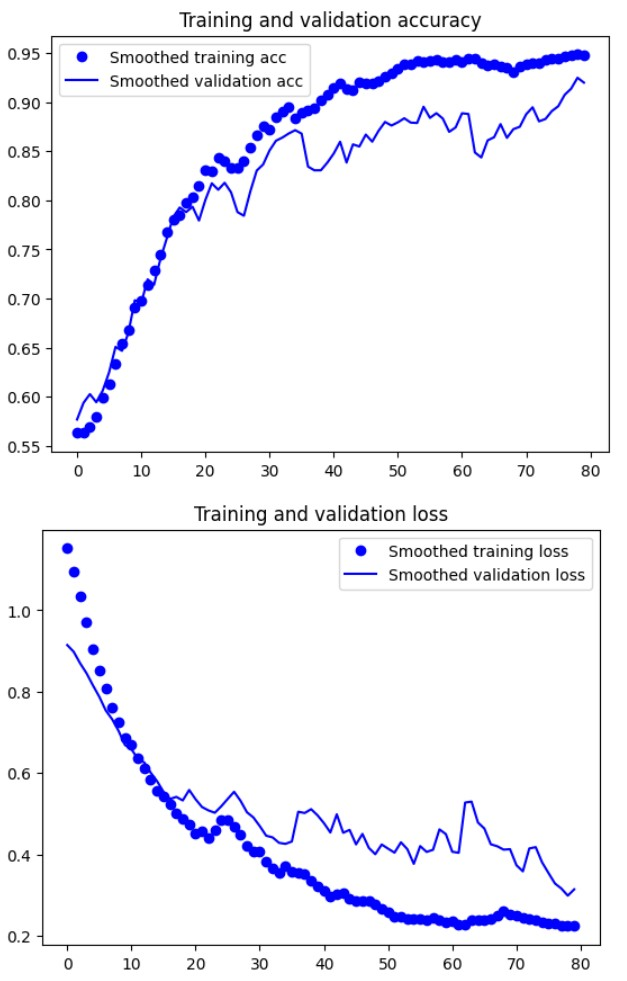 Training and validation accuracy
0.95
0.90
0.85
0.80
0.75
0.70
0.65
0.60
0.55
Smoothed training acc
Smoothed validation acc
0 10 20 30 40 50 60 70 80
Training and validation loss
1.0
0.8
0.6
0.4
0.2
Smoothed training loss
Smoothed validation loss
0 10 20 30 40 50 60 70 80